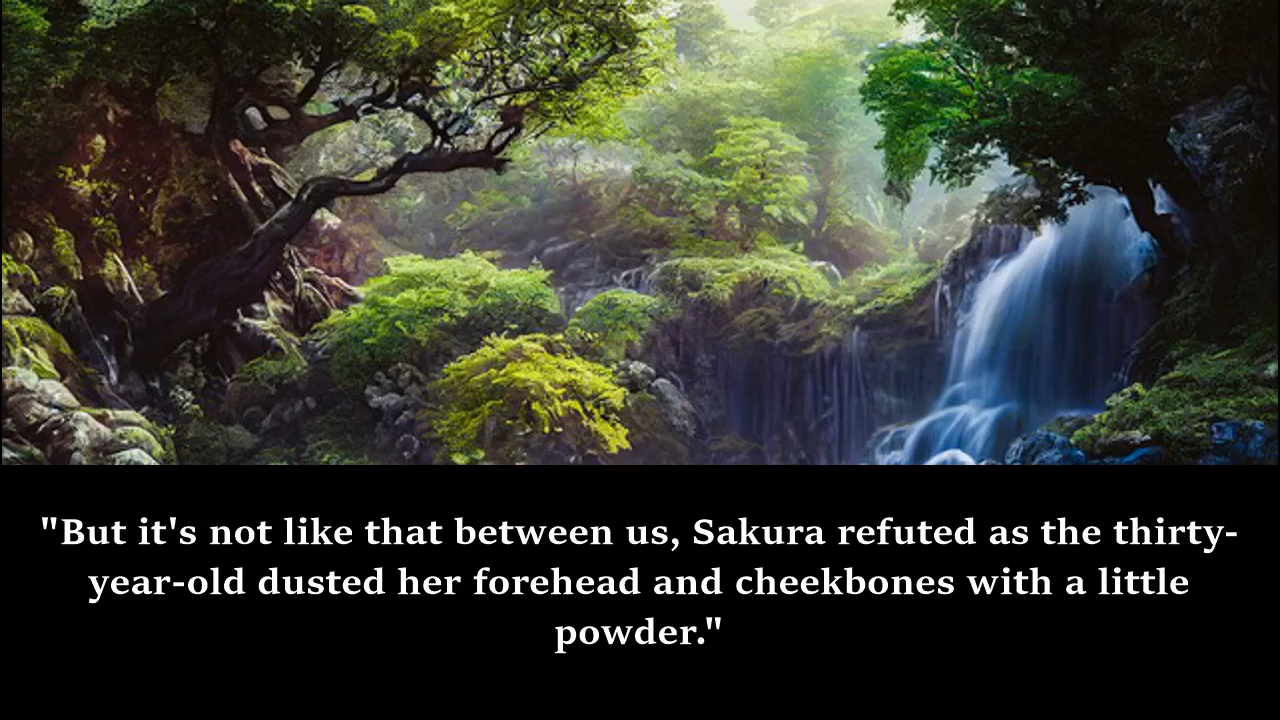 "But it's not like that between us, Sakura refuted as the thirty-
year-old dusted her forehead and cheekbones with a little
powder."